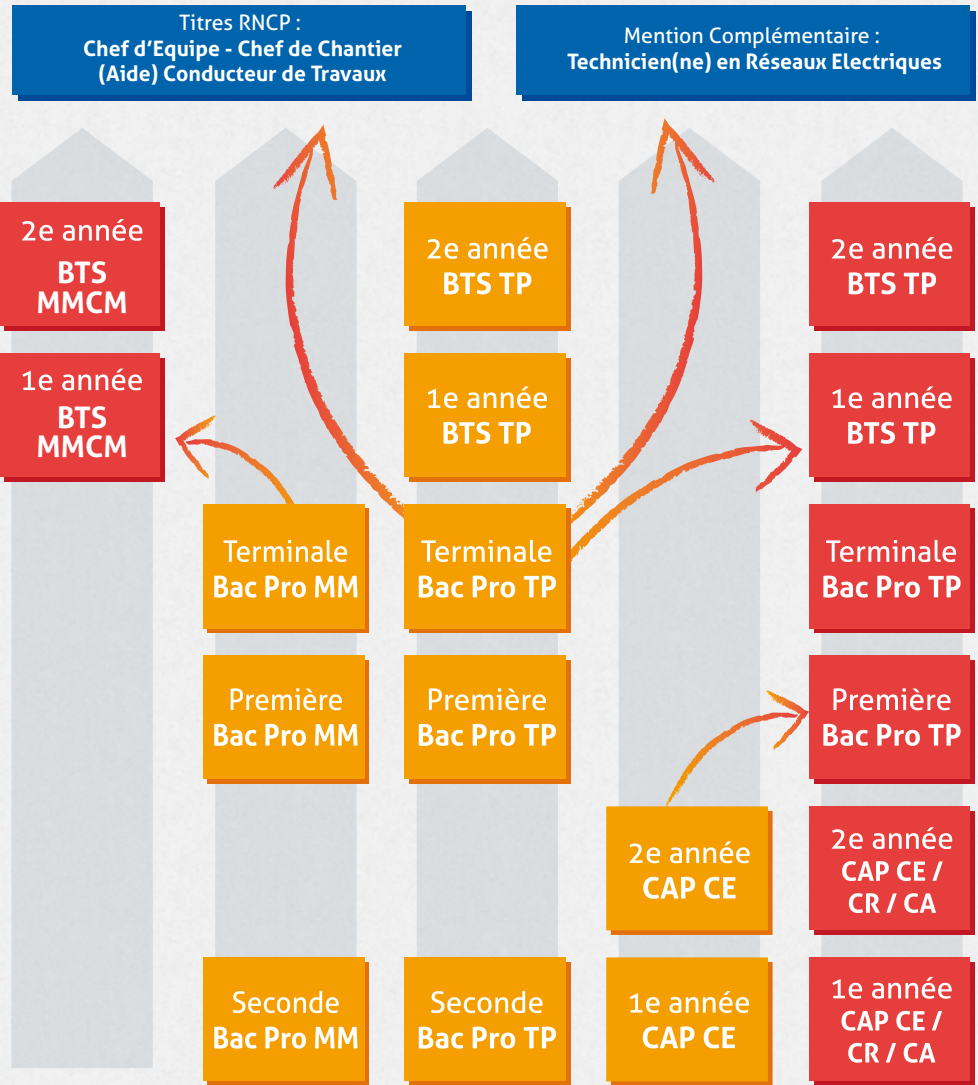 Titres RNCP :
Chef d'Equipe - Chef de Chantier
(Aide) Conducteur de Travaux
Mention Complémentaire :
Technicien(ne) en Réseaux Electriques
2e année
BTS
MMCM
2e année
BTS TP
2e année
BTS TP
1e année
BTS
MMCM
1e année
BTS TP
1e année
BTS TP
Terminale
Bac Pro MM
Terminale
Bac Pro TP
Terminale
Bac Pro TP
Première
Bac Pro MM
Première
Bac Pro TP
Première
Bac Pro TP
2e année
CAP CE
2e année
CAP CE /
CR / CA
Seconde
Bac Pro MM
Seconde
Bac Pro TP
1e année
CAP CE
1e année
CAP CE /
CR / CA